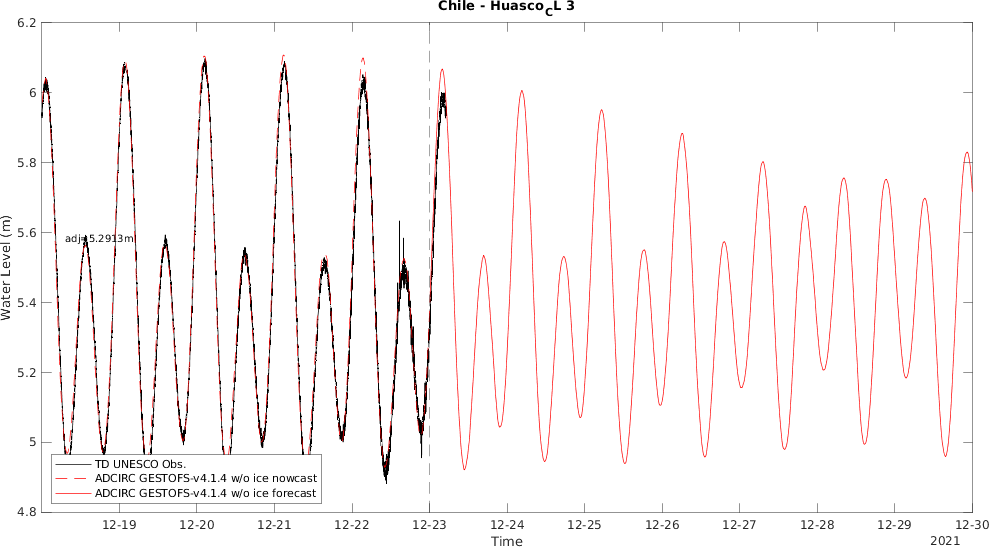 Chile - Huasco_CL 3
6.2
6
5.8
5.6
5.4
5.2
5
4.8
Water Level (m)
adj=5.2913m
TD UNESCO Obs.
ADCIRC GESTOFS-v4.1.4 w/o ice nowcast
ADCIRC GESTOFS-v4.1.4 w/o ice forecast
12-19 12-20 12-21 12-22 12-23 12-24 12-25 12-26 12-27 12-28 12-29 12-30
Time
2021